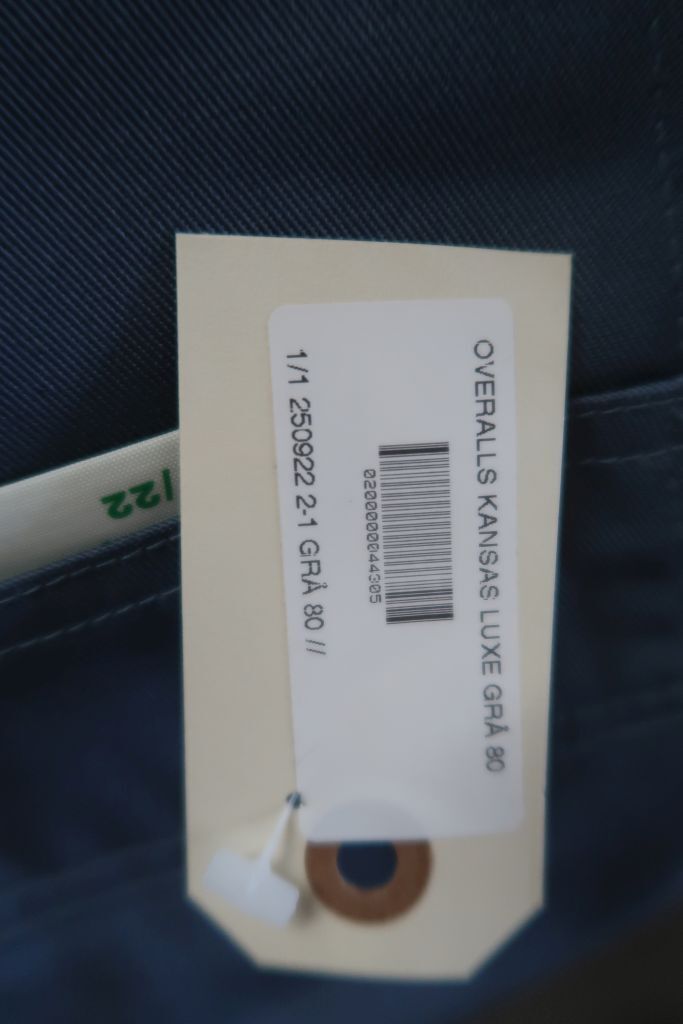 OVERALLS KANSAS LUXE GRÅ 80
0200000044305
1/1 250922 2-1 GRÅ 80 //
/22